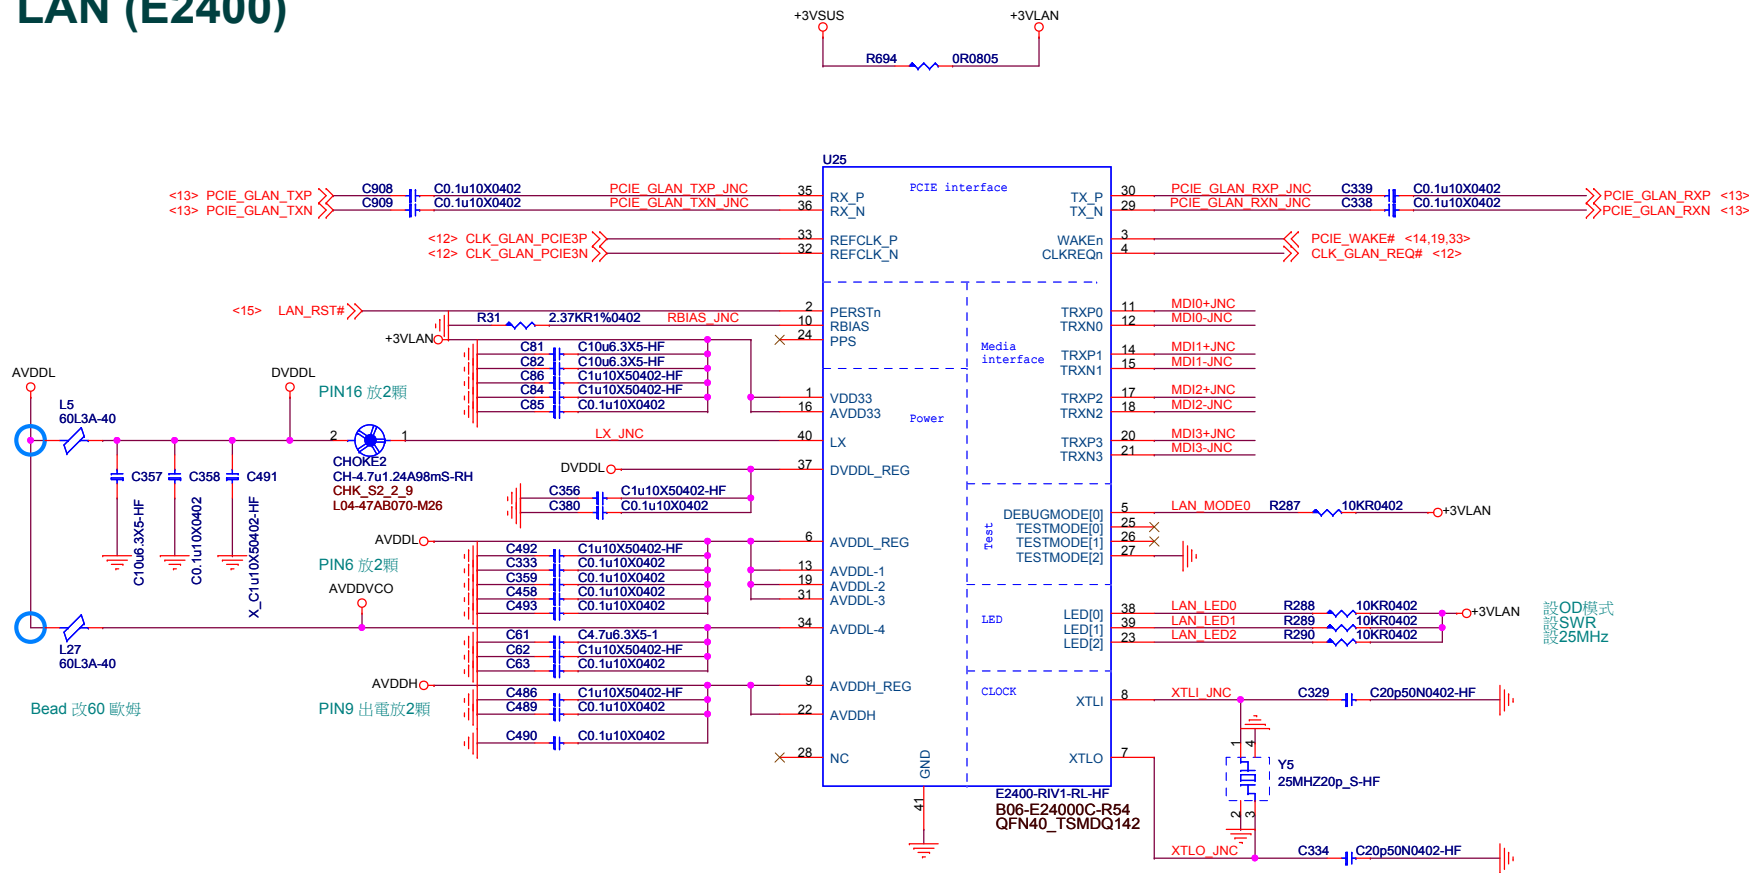 LAN (E2400)
+3VSUS +3VLAN
R694 0R0805
U25
PCIE interface
<13> PCIE_GLAN_TXP C908 C0.1u10X0402 PCIE_GLAN_TXP_JNC 35 RX_P
<13> PCIE_GLAN_TXN C909 C0.1u10X0402 PCIE_GLAN_TXN_JNC 36 RX_N
TX_P 30 PCIE_GLAN_RXP_JNC C339 C0.1u10X0402 PCIE_GLAN_RXP <13>
TX_N 29 PCIE_GLAN_RXN_JNC C338 C0.1u10X0402 PCIE_GLAN_RXN <13>
<12> CLK_GLAN_PCIE3P 33 REFCLK_P
<12> CLK_GLAN_PCIE3N 32 REFCLK_N
WAKEn 3 PCIE_WAKE# <14,19,33>
CLKREQn 4 CLK_GLAN_REQ# <12>
<15> LAN_RST# 2 PERSTn
R31 2.37KR1%0402 RBIAS_JNC 10 RBIAS
+3VLAN 24 PPS
C81 C10u6.3X5-HF
C82 C10u6.3X5-HF
C86 C1u10X50402-HF
C84 C1u10X50402-HF
C85 C0.1u10X0402
1 VDD33
16 AVDD33
Media
interface
TRXP0 11 MDI0+JNC
TRXN0 12 MDI0-JNC
TRXP1 14 MDI1+JNC
TRXN1 15 MDI1-JNC
TRXP2 17 MDI2+JNC
TRXN2 18 MDI2-JNC
TRXP3 20 MDI3+JNC
TRXN3 21 MDI3-JNC
Power
AVDDL DVDDL PIN16 放2顆
L5
60L3A-40
2 1 LX_JNC 40 LX
CHOKE2
CH-4.7u1.24A98mS-RH
CHK_S2_2_9
L04-47AB070-M26
C357 C358 C491
C10u6.3X5-HF
C0.1u10X0402
X_C1u10X50402-HF
DVDDL 37 DVDDL_REG
C356 C1u10X50402-HF
C380 C0.1u10X0402
Test
DEBUGMODE[0] 5 LAN_MODE0 R287 10KR0402 +3VLAN
TESTMODE[0] 25
TESTMODE[1] 26
TESTMODE[2] 27
AVDDL 6 AVDDL_REG
PIN6 放2顆
C492 C1u10X50402-HF
C333 C0.1u10X0402
C359 C0.1u10X0402
C458 C0.1u10X0402
C493 C0.1u10X0402
13 AVDDL-1
19 AVDDL-2
31 AVDDL-3
AVDDVCO
34 AVDDL-4
L27
60L3A-40
C61 C4.7u6.3X5-1
C62 C1u10X50402-HF
C63 C0.1u10X0402
LED
LED[0] 38 LAN_LED0 R288 10KR0402 +3VLAN
LED[1] 39 LAN_LED1 R289 10KR0402
LED[2] 23 LAN_LED2 R290 10KR0402
設OD模式
設SWR
設25MHz
AVDDH 9 AVDDH_REG
Bead 改60 歐姆
PIN9 出電放2顆
C486 C1u10X50402-HF
C489 C0.1u10X0402
22 AVDDH
C490 C0.1u10X0402
28 NC
GND
41
CLOCK
XTLI 8 XTLI_JNC C329 C20p50N0402-HF
1 4
Y5
25MHZ20p_S-HF
2 3
XTLO 7
XTLO_JNC C334 C20p50N0402-HF
E2400-RIV1-RL-HF
B06-E24000C-R54
QFN40_TSMDQ142